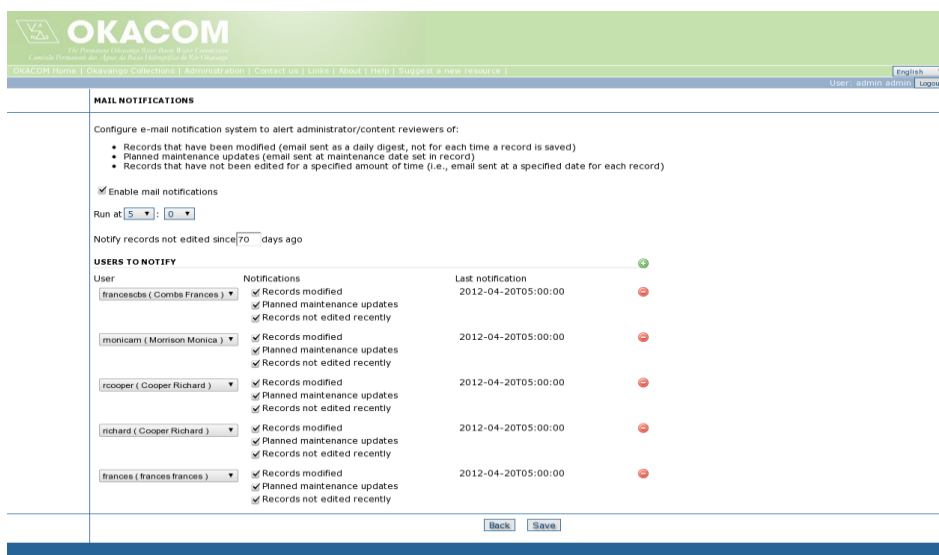 OKACOM
The Permanent Okavango River Basin Water Commission
OKACOM Home | Okavango Collections | Administration | Contact us | Links | About | Help | Suggest a new resource |
English
User: admin admin Logou
MAIL NOTIFICATIONS
Configure e-mail notification system to alert administrator/content reviewers of:
• Records that have been modified (email sent as a daily digest, not for each time a record is saved)
• Planned maintenance updates (email sent at maintenance date set in record)
• Records that have not been edited for a specified amount of time (i.e., email sent at a specified date for each record)
Enable mail notifications
Run at 5 : 0
Notify records not edited since 70 days ago
USERS TO NOTIFY
User Notifications Last notification
francescbs ( Combs Frances ) Records modified 2012-04-20T05:00:00
Planned maintenance updates
Records not edited recently
monicam ( Morrison Monica ) Records modified 2012-04-20T05:00:00
Planned maintenance updates
Records not edited recently
rcooper ( Cooper Richard ) Records modified 2012-04-20T05:00:00
Planned maintenance updates
Records not edited recently
richard ( Cooper Richard ) Records modified 2012-04-20T05:00:00
Planned maintenance updates
Records not edited recently
frances ( frances frances ) Records modified 2012-04-20T05:00:00
Planned maintenance updates
Records not edited recently
Back Save